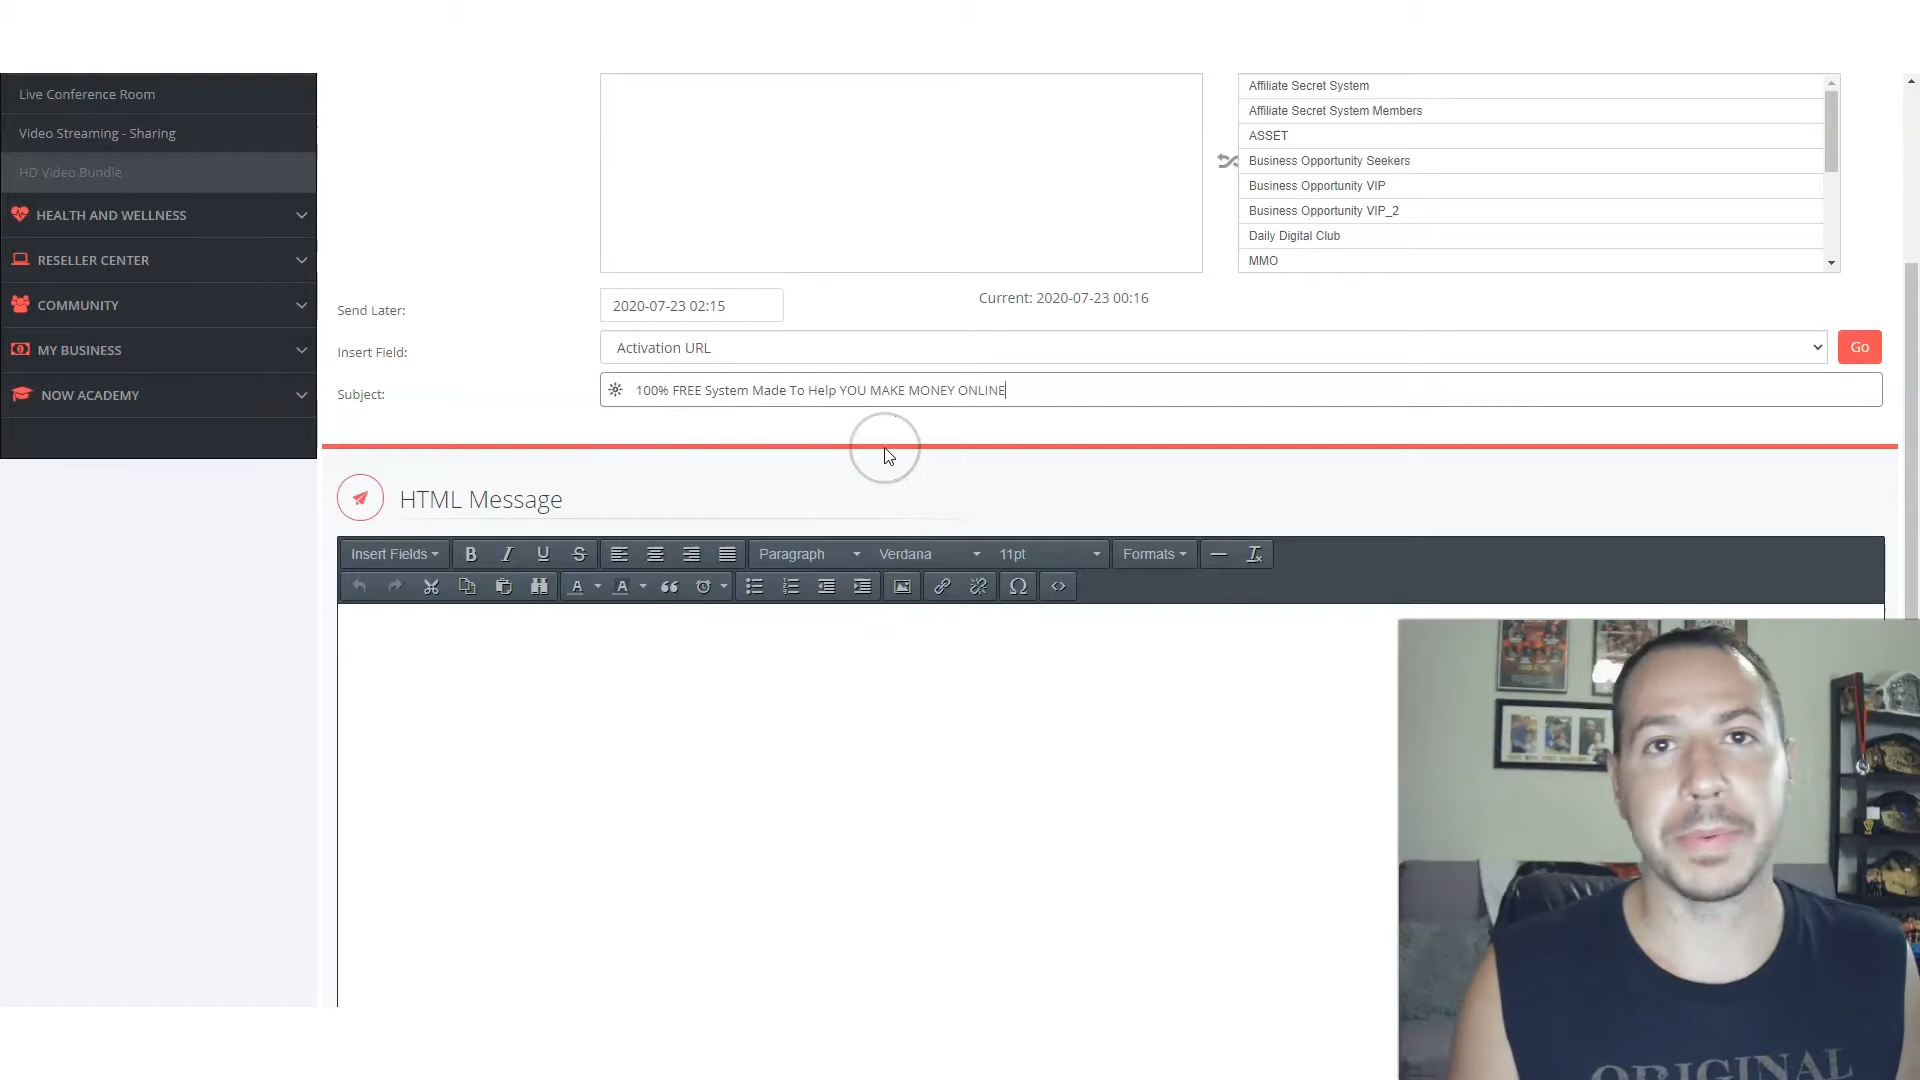 Live Conference Room
Video Streaming - Sharing
HD Video Bundle
HEALTH AND WELLNESS
RESELLER CENTER
COMMUNITY
MY BUSINESS
NOW ACADEMY
Affiliate Secret System
Affiliate Secret System Members
ASSET
Business Opportunity Seekers
Business Opportunity VIP
Business Opportunity VIP_2
Daily Digital Club
MMO
Send Later:
2020-07-23 02:15
Current: 2020-07-23 00:16
Insert Field:
Activation URL
Go
Subject:
100% FREE System Made To Help YOU MAKE MONEY ONLINE
HTML Message
Insert Fields
Paragraph
Verdana
11pt
Formats
ORIGINAL